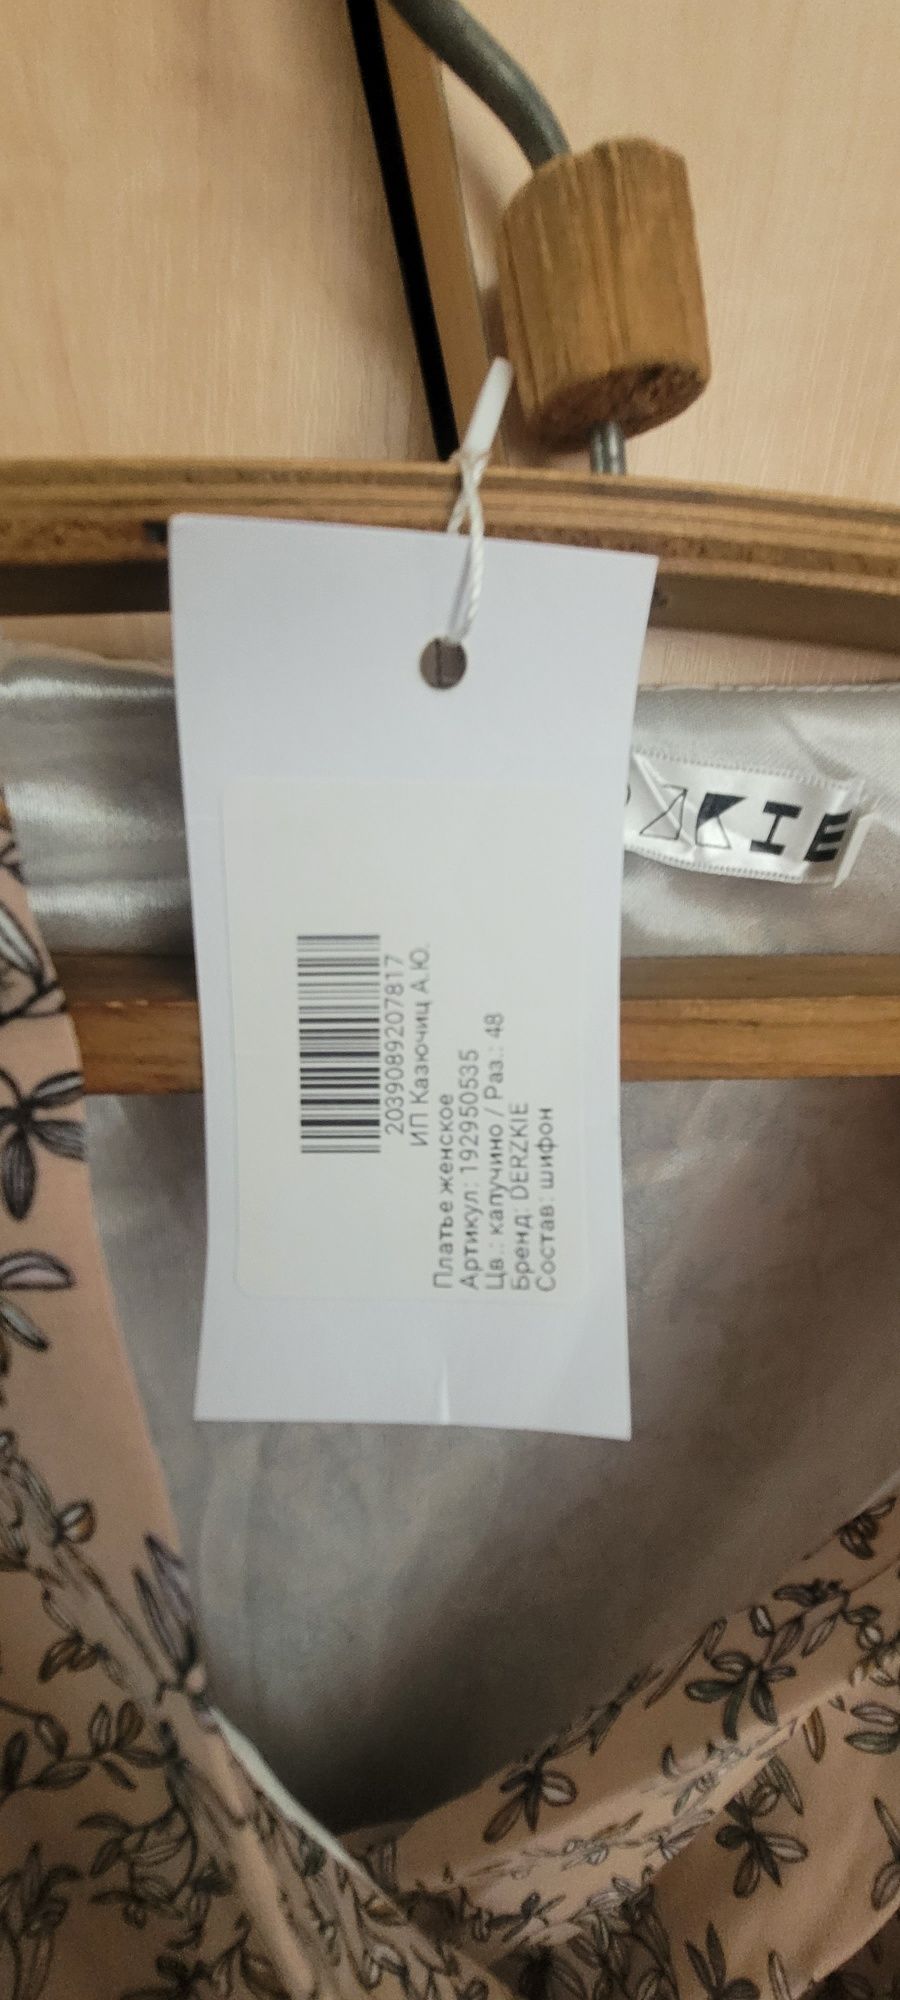 2039089207817
ИП Казючиц А.Ю.
Платье женское
Артикул: 192950535
Цв.: капучино / Раз.: 48
Бренд: DERZKIE
Состав: шифон
KIE